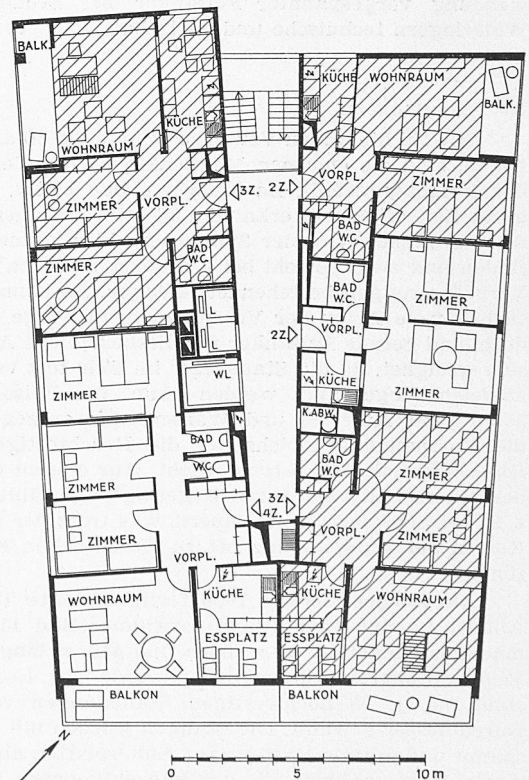 BALK.
WOHNRAUM
KÜCHE
KÜCHE
WOHNRAUM
BALK.
ZIMMER
VORPL.
3Z. 2Z.
VORPL.
ZIMMER
BAD
W.C.
BAD
W.C.
ZIMMER
BAD
W.C.
ZIMMER
L
2Z
VORPL.
WL
KÜCHE
ZIMMER
ZIMMER
K.ABW.
BAD
W.C.
BAD
W.C.
ZIMMER
ZIMMER
3Z
4Z.
VORPL.
ZIMMER
ZIMMER
VORPL.
WOHNRAUM
KÜCHE
KÜCHE
WOHNRAUM
ESSPLATZ
ESSPLATZ
BALKON
BALKON
N
0 5 10 m